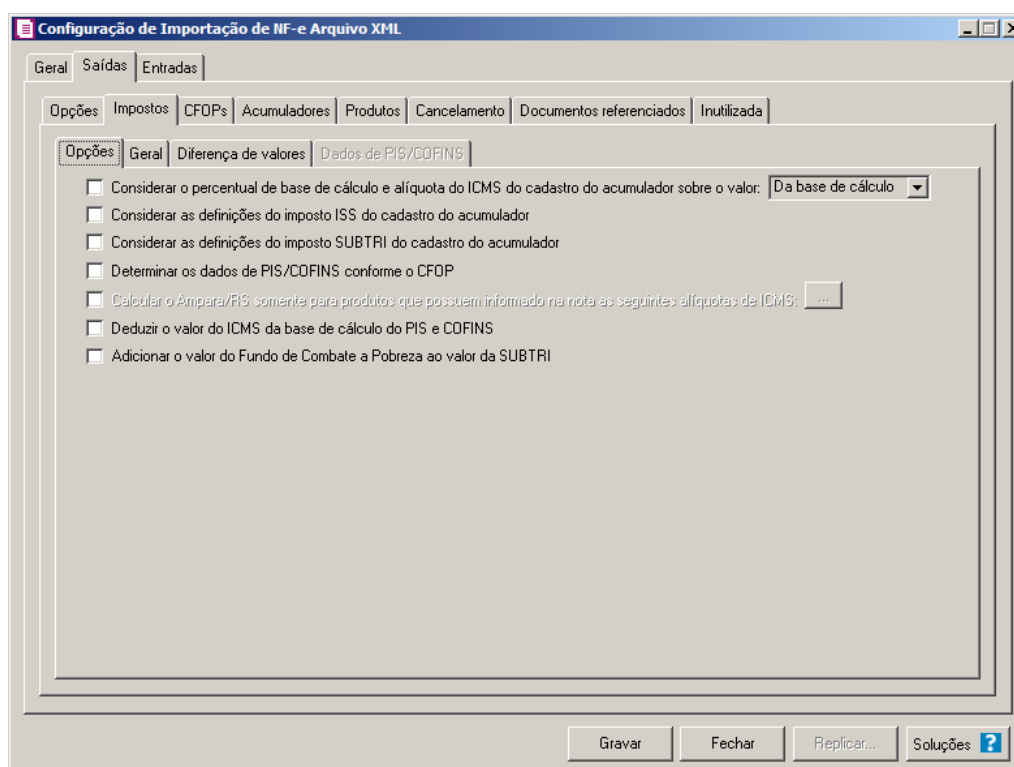 Configuração de Importação de NF-e Arquivo XML
Geral Saídas Entradas
Opções Impostos CFOPs Acumuladores Produtos Cancelamento Documentos referenciados Inutilizada
Opções Geral Diferença de valores Dados de PIS/COFINS
Considerar o percentual de base de cálculo e alíquota do ICMS do cadastro do acumulador sobre o valor: Da base de cálculo
Considerar as definições do imposto ISS do cadastro do acumulador
Considerar as definições do imposto SUBTRI do cadastro do acumulador
Determinar os dados de PIS/COFINS conforme o CFOP
Calcular o Ampara/RS somente para produtos que possuem informado na nota as seguintes alíquotas de ICMS: ...
Deduzir o valor do ICMS da base de cálculo do PIS e COFINS
Adicionar o valor do Fundo de Combate a Pobreza ao valor da SUBTRI
Gravar Fechar Replicar... Soluções ?